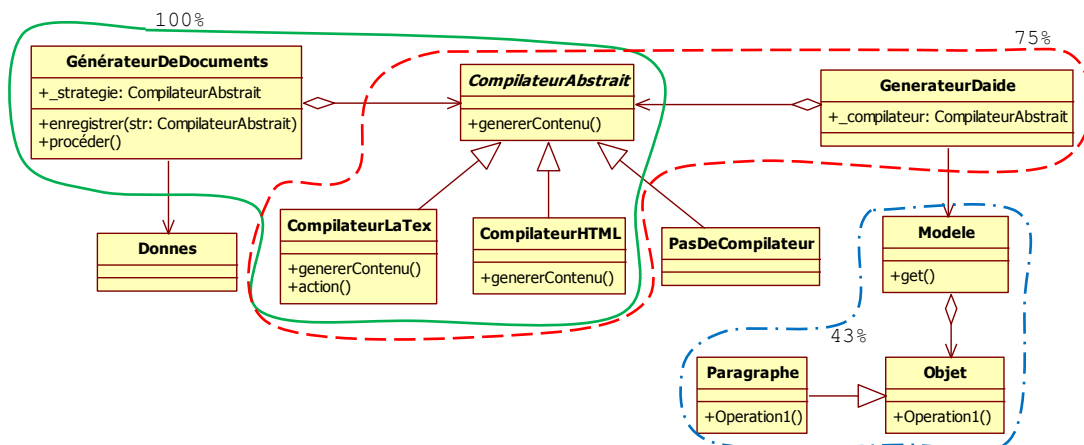 100%
75%
GénérateurDeDocuments
+_strategie: CompilateurAbstrait
+enregistrer(str: CompilateurAbstrait)
+procéder()
CompilateurAbstrait
+genererContenu()
GenerateurDaide
+_compilateur: CompilateurAbstrait
Donnes
CompilateurLaTex
+genererContenu()
+action()
CompilateurHTML
+genererContenu()
PasDeCompilateur
Modele
+get()
43%
Paragraphe
+Operation1()
Objet
+Operation1()